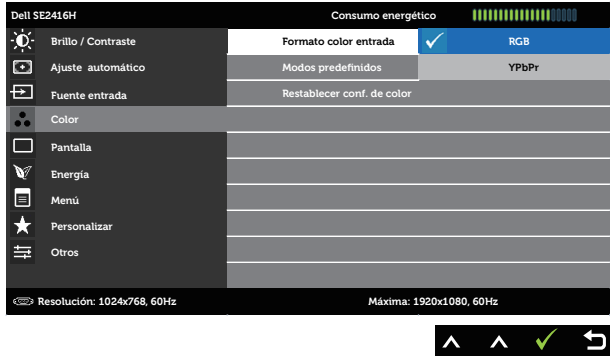 Dell SE2416H Consumo energético
Brillo / Contraste Formato color entrada RGB
Ajuste automático Modos predefinidos YPbPr
Fuente entrada Restablecer conf. de color
Color
Pantalla
Energía
Menú
Personalizar
Otros
Resolución: 1024x768, 60Hz Máxima: 1920x1080, 60Hz